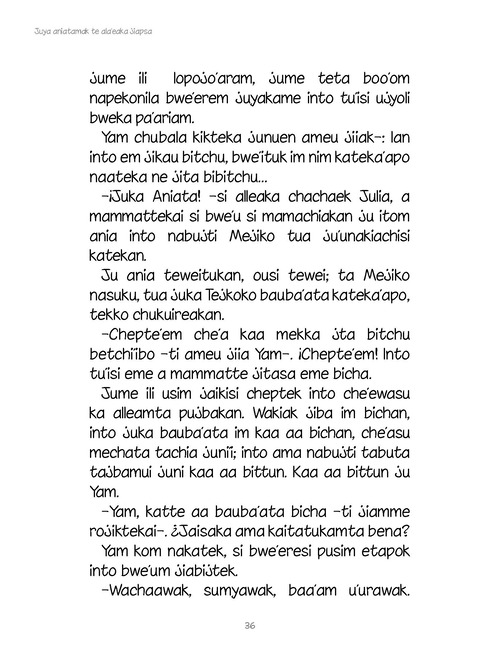 Juya aniatamak te ala'eaka Jiapsa
Jume ili lopojo'aram, jume teta boo'om
napekonila bwe'erem juyakame into tu'isi ujyoli
bweka pa'ariam.
Yam chubala kikteka junuen ameu jiiak–: Ian
into em jikau bitchu, bwe'ituk im nim kateka'apo
naateka ne jita bibitchu...
–¡Juka Aniata! –si alleaka chachaek Julia, a
mammattekai si bwe'u si mamachiakan ju itom
ania into nabujti Mejiko tua ju'unakiachisi
katekan.
Ju ania teweitukan, ousi tewei; ta Mejiko
nasuku, tua juka Tejkoko bauba'ata kateka'apo,
tekko chukuireakan.
–Chepte'em che'a kaa mekka jta bitchu
betchiïbo –ti ameu jiia Yam–. ¡Chepte'em! Into
tu'isi eme a mammatte jitasa eme bicha.
Jume ili usim jaikisi cheptek into che'ewasu
ka alleamta pujbakan. Wakiak jiba im bichan,
into juka bauba'ata im kaa aa bichan, che'asu
mechata tachia junii; into ama nabujti tabuta
tajbamui juni kaa aa bittun. Kaa aa bittun ju
Yam.
–Yam, katte aa bauba'ata bicha –ti jiamme
rojiktekai–. ¿Jaisaka ama kaitatukamta bena?
Yam kom nakatek, si bwe'eresi pusim etapok
into bwe'um jiabijtek.
–Wachaawak, sumyawak, baa'am u'urawak.
36